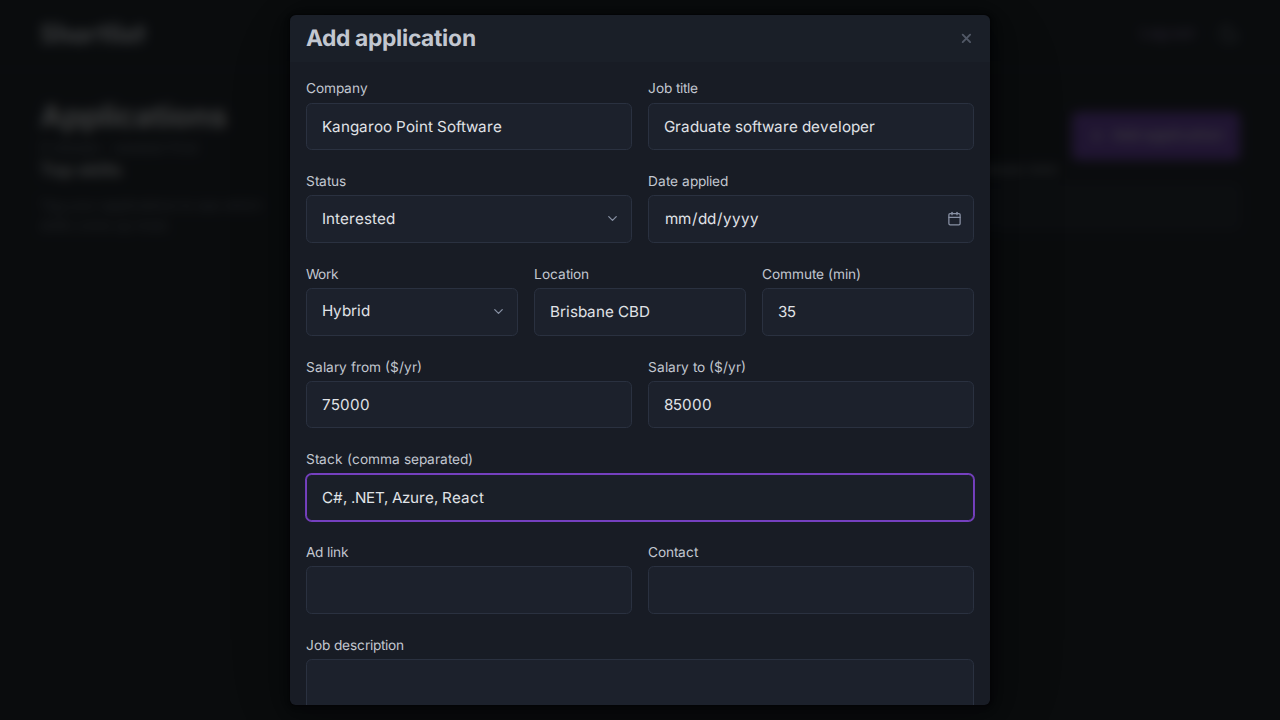 Add application
Company
Job title
Kangaroo Point Software
Graduate software developer
Status
Date applied
Interested
mm/dd/yyyy
Work
Location
Commute (min)
Hybrid
Brisbane CBD
35
Salary from ($/yr)
Salary to ($/yr)
75000
85000
Stack (comma separated)
C#, .NET, Azure, React
Ad link
Contact
Job description